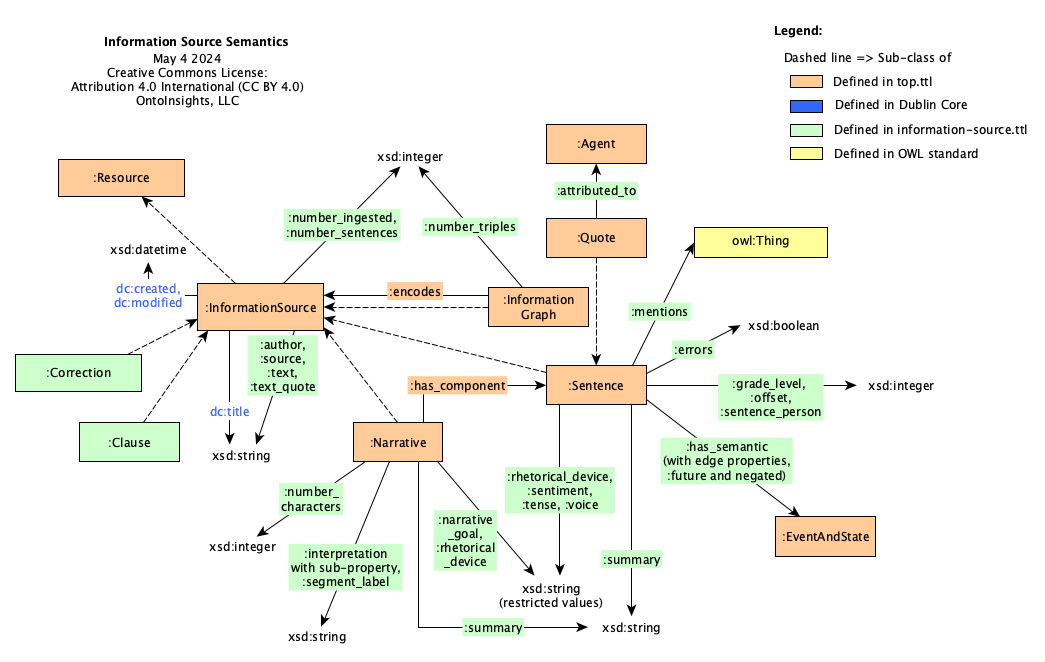 Information Source Semantics
May 4 2024
Creative Commons License:
Attribution 4.0 International (CC BY 4.0)
OntoInsights, LLC
Legend:
Dashed line => Sub-class of
Defined in top.ttl
Defined in Dublin Core
Defined in information-source.ttl
Defined in OWL standard
:Agent
xsd:integer
:Resource
:attributed_to
:number_ingested,
:number_sentences
:number_triples
:Quote
owl:Thing
xsd:datetime
dc:created,
dc:modified
:InformationSource
:encodes
:Information
Graph
:mentions
xsd:boolean
:errors
:author,
:source,
:text,
:text_quote
:Correction
:has_component
:Sentence
:grade_level,
:offset,
:sentence_person
xsd:integer
dc:title
:Clause
:Narrative
xsd:string
:has_semantic
(with edge properties,
:future and negated)
:rhetorical_device,
:sentiment,
:tense, :voice
:number_
characters
:narrative
_goal,
:rhetorical
_device
:EventAndState
xsd:integer
:interpretation
with sub-property,
:segment_label
:summary
xsd:string
(restricted values)
xsd:string
:summary
xsd:string